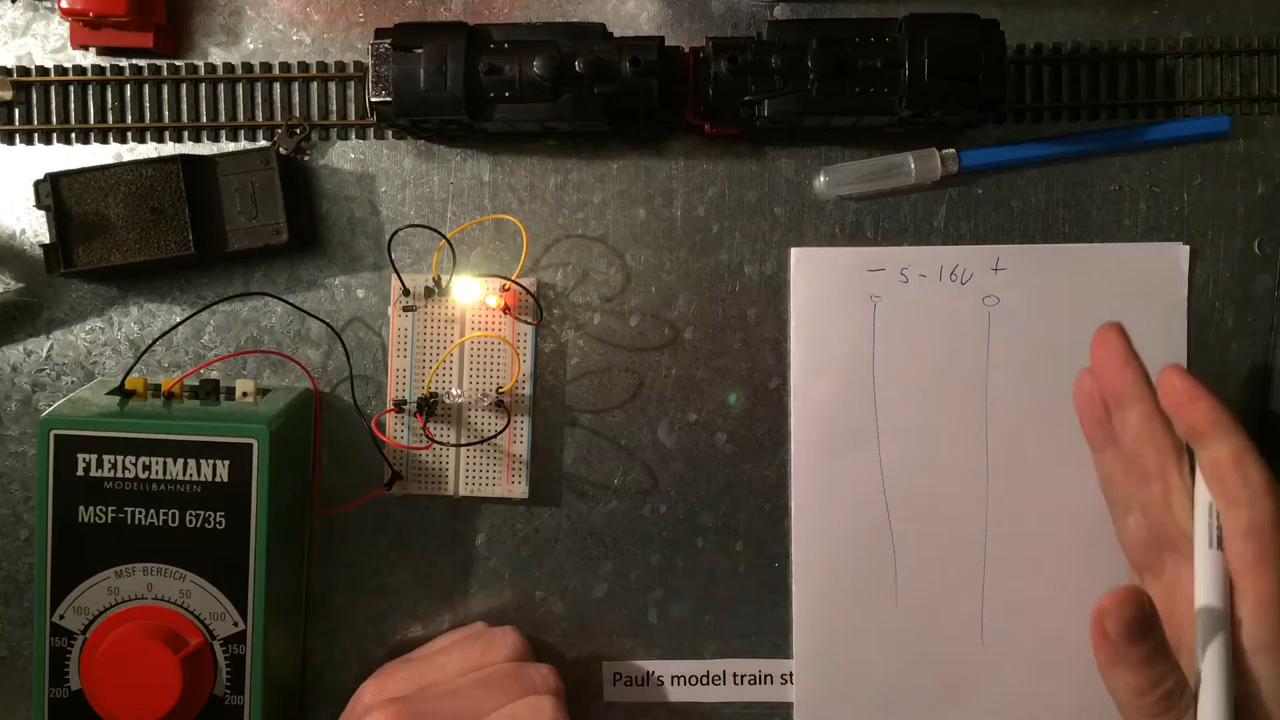 - 5-16V +
FLEISCHMANN
MODELLBAHNEN
MSF-TRAFO 6735
MSF-BEREICH
200 150 100 50 0 50 100 150 200
Paul's model train st